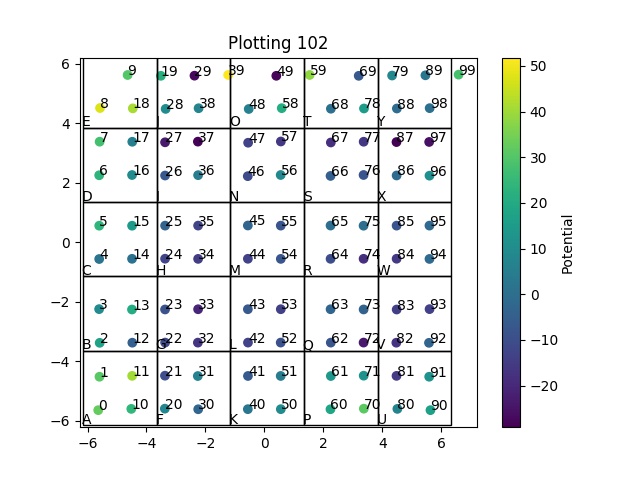 Plotting 102
9 19 29 39 49 59 69 79 89 99
8 18 28 38 48 58 68 78 88 98
E J O T Y
7 17 27 37 47 57 67 77 87 97
6 16 26 36 46 56 66 76 86 96
D I N S X
5 15 25 35 45 55 65 75 85 95
4 14 24 34 44 54 64 74 84 94
C H M R W
3 13 23 33 43 53 63 73 83 93
2 12 22 32 42 52 62 72 82 92
B G L Q V
1 11 21 31 41 51 61 71 81 91
0 10 20 30 40 50 60 70 80 90
A F K P U
6
4
2
0
−2
−4
−6
−6 −4 −2 0 2 4 6
50
40
30
20
10
0
−10
−20
Potential